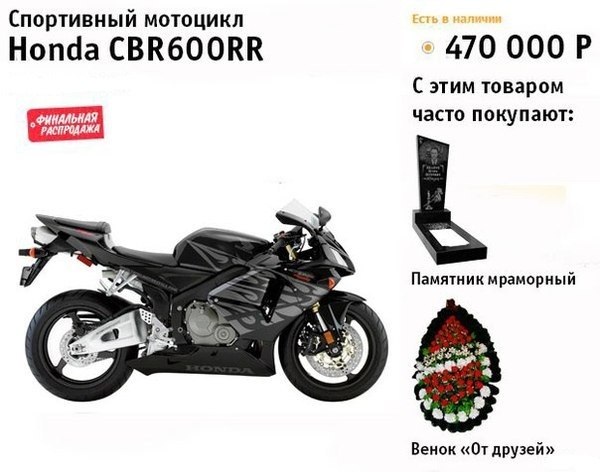 Спортивный мотоцикл
Honda CBR600RR
ФИНАЛЬНАЯ
РАСПРОДАЖА
HONDA
Есть в наличии
470 000 Р
С этим товаром
часто покупают:
Памятник мраморный
Венок «От друзей»